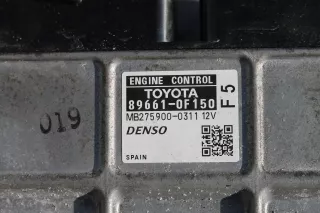 ENGINE CONTROL
TOYOTA
89661-0F150
F5
MB275900-0311 12V
DENSO
SPAIN
019